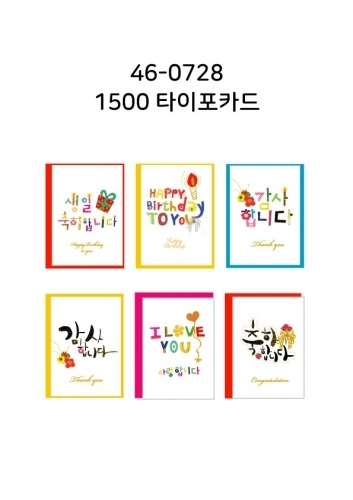 46-0728
1500 타이포카드
생일
축하합니다
Happy Birthday
to you
HAPPY
Birthday
TO YOU
Happy
Birthday
감사
합니다
Thank you
감사
합니다
Thank you
I LOVE
YOU
사랑합니다
축하
합니다
Congratulation